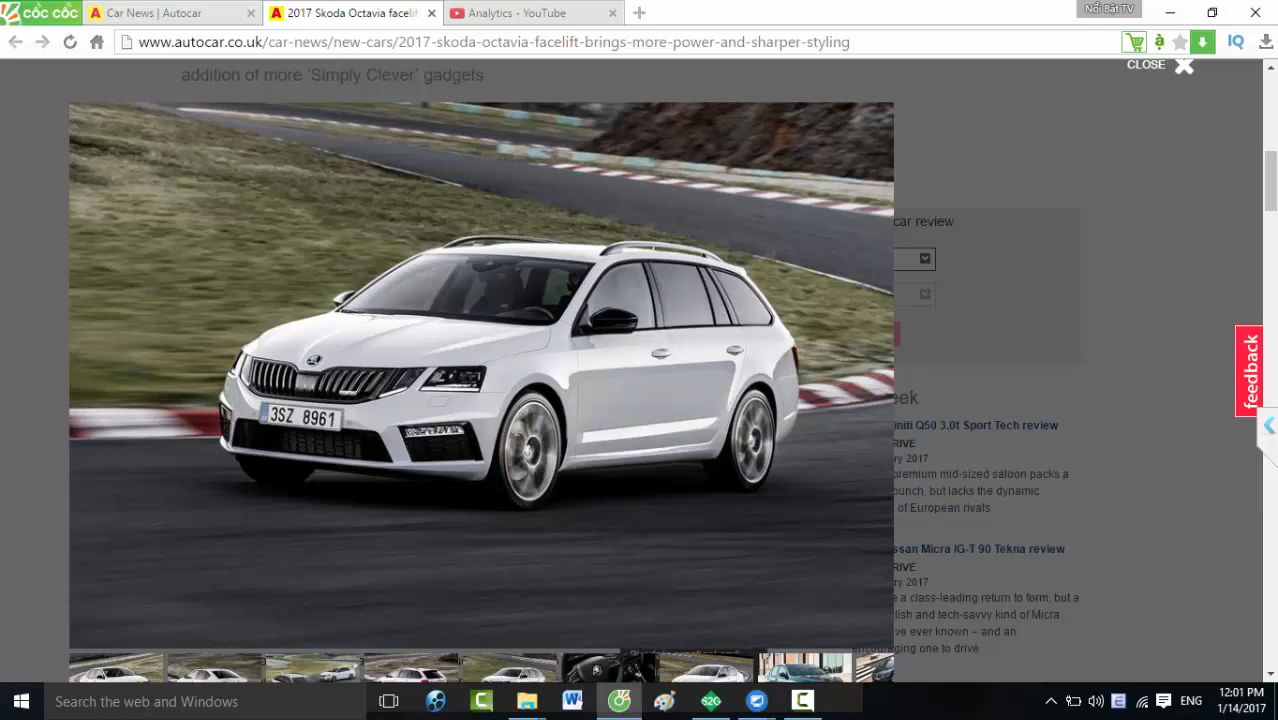 cốc cốc
Car News | Autocar
2017 Skoda Octavia facelif
Analytics - YouTube
Nổi Bật TV
www.autocar.co.uk/car-news/new-cars/2017-skoda-octavia-facelift-brings-more-power-and-sharper-styling
IQ
addition of more 'Simply Clever' gadgets
CLOSE
car review
3SZ 8961
feedback
eek
initi Q50 3.0t Sport Tech review
RIVE
ry 2017
premium mid-sized saloon packs a
unch, but lacks the dynamic
of European rivals
ssan Micra IG-T 90 Tekna review
RIVE
ry 2017
e a class-leading return to form, but a
lish and tech-savvy kind of Micra
ve ever known – and an
encouraging one to drive
Search the web and Windows
S2G
ENG
12:01 PM
1/14/2017